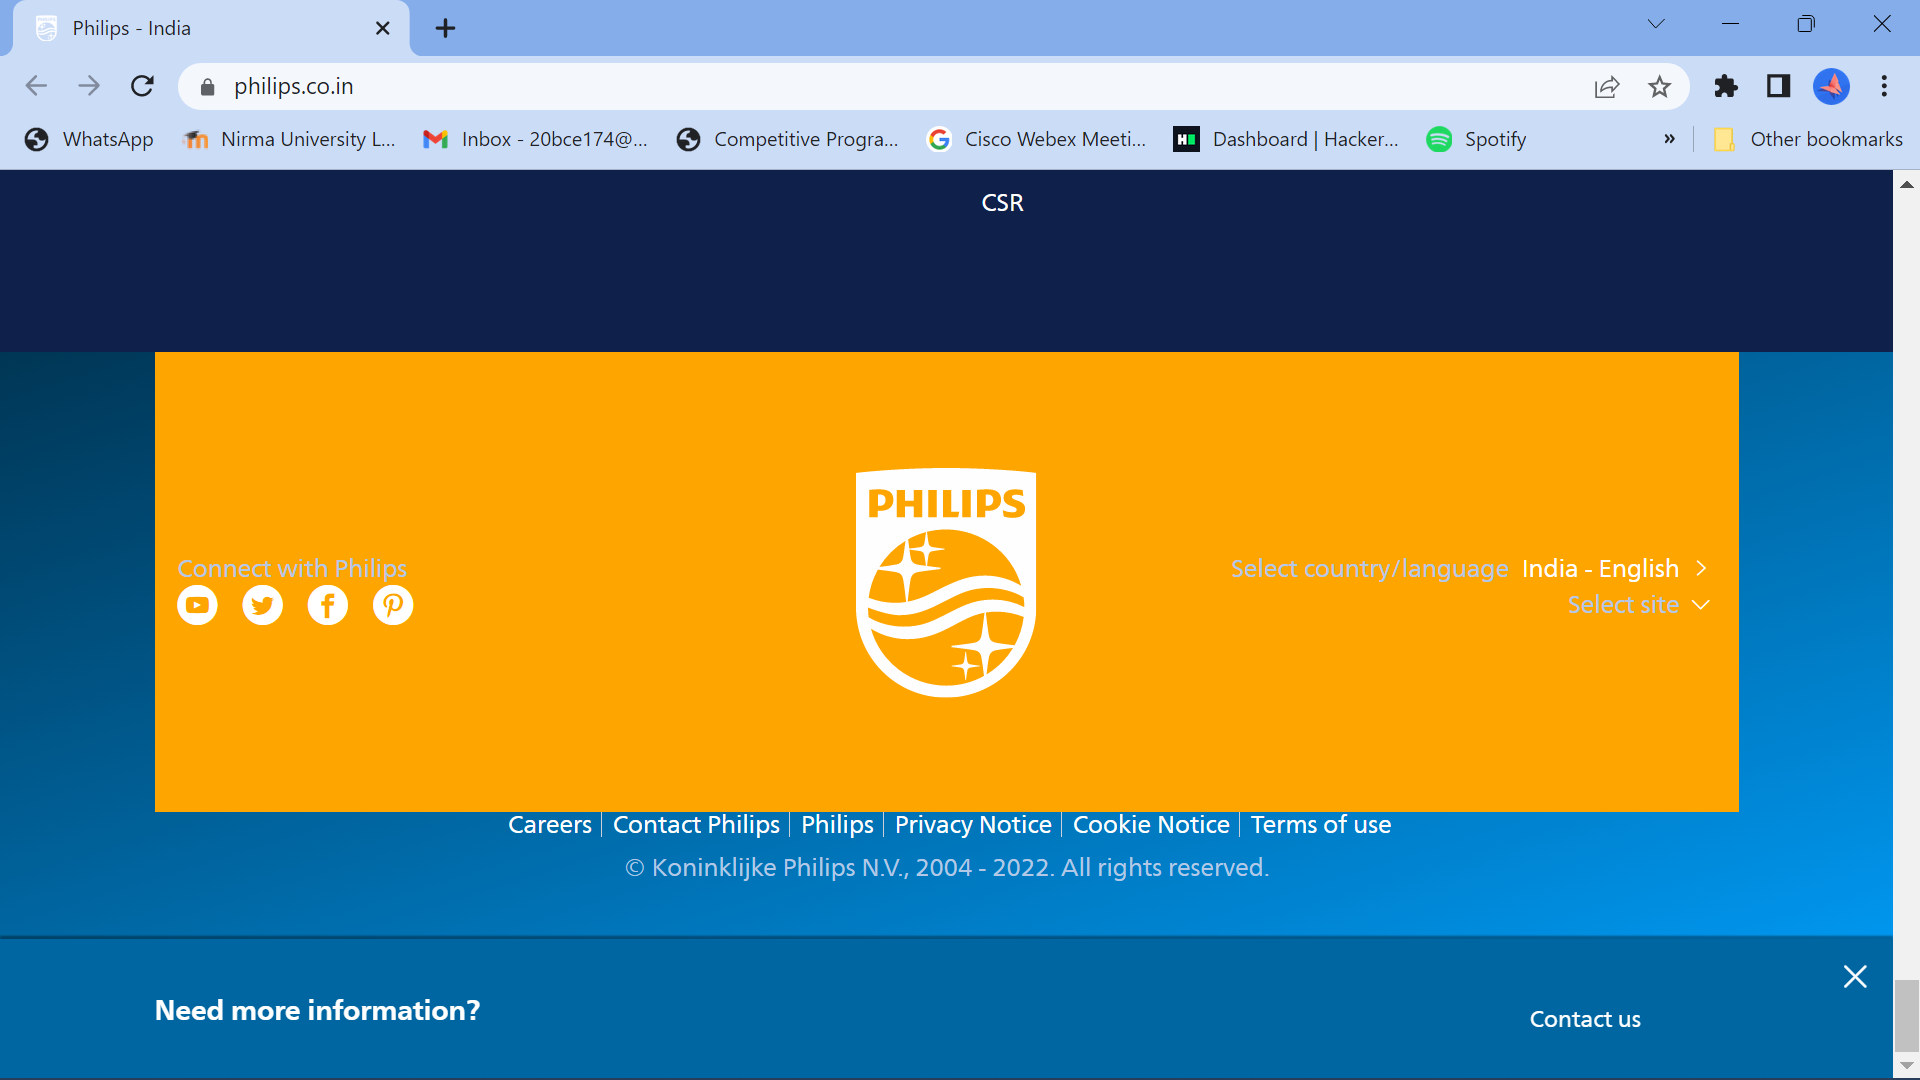 Philips - India
philips.co.in
WhatsApp
Nirma University L...
Inbox - 20bce174@...
Competitive Progra...
Cisco Webex Meeti...
Dashboard | Hacker...
Spotify
»
Other bookmarks
CSR
PHILIPS
Connect with Philips
Select country/language India - English
Select site
Careers | Contact Philips | Philips | Privacy Notice | Cookie Notice | Terms of use
© Koninklijke Philips N.V., 2004 - 2022. All rights reserved.
Need more information?
Contact us